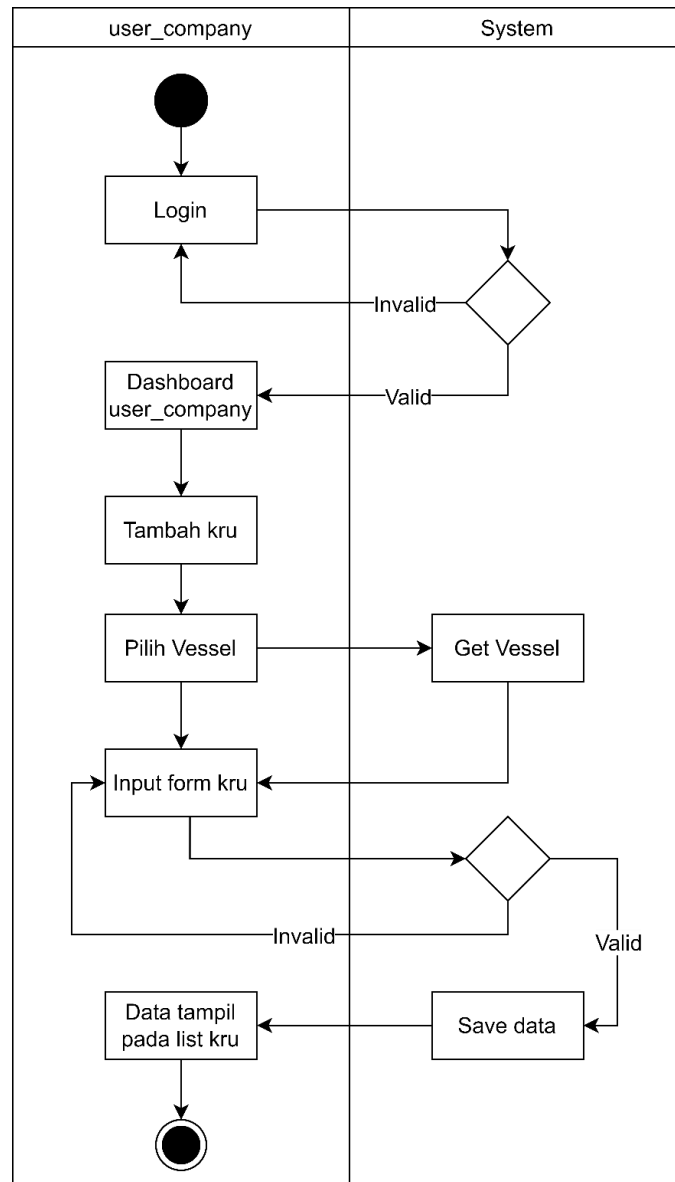 user_company
System
Login
Invalid
Dashboard
user_company
Valid
Tambah kru
Pilih Vessel
Get Vessel
Input form kru
Invalid
Valid
Data tampil
pada list kru
Save data